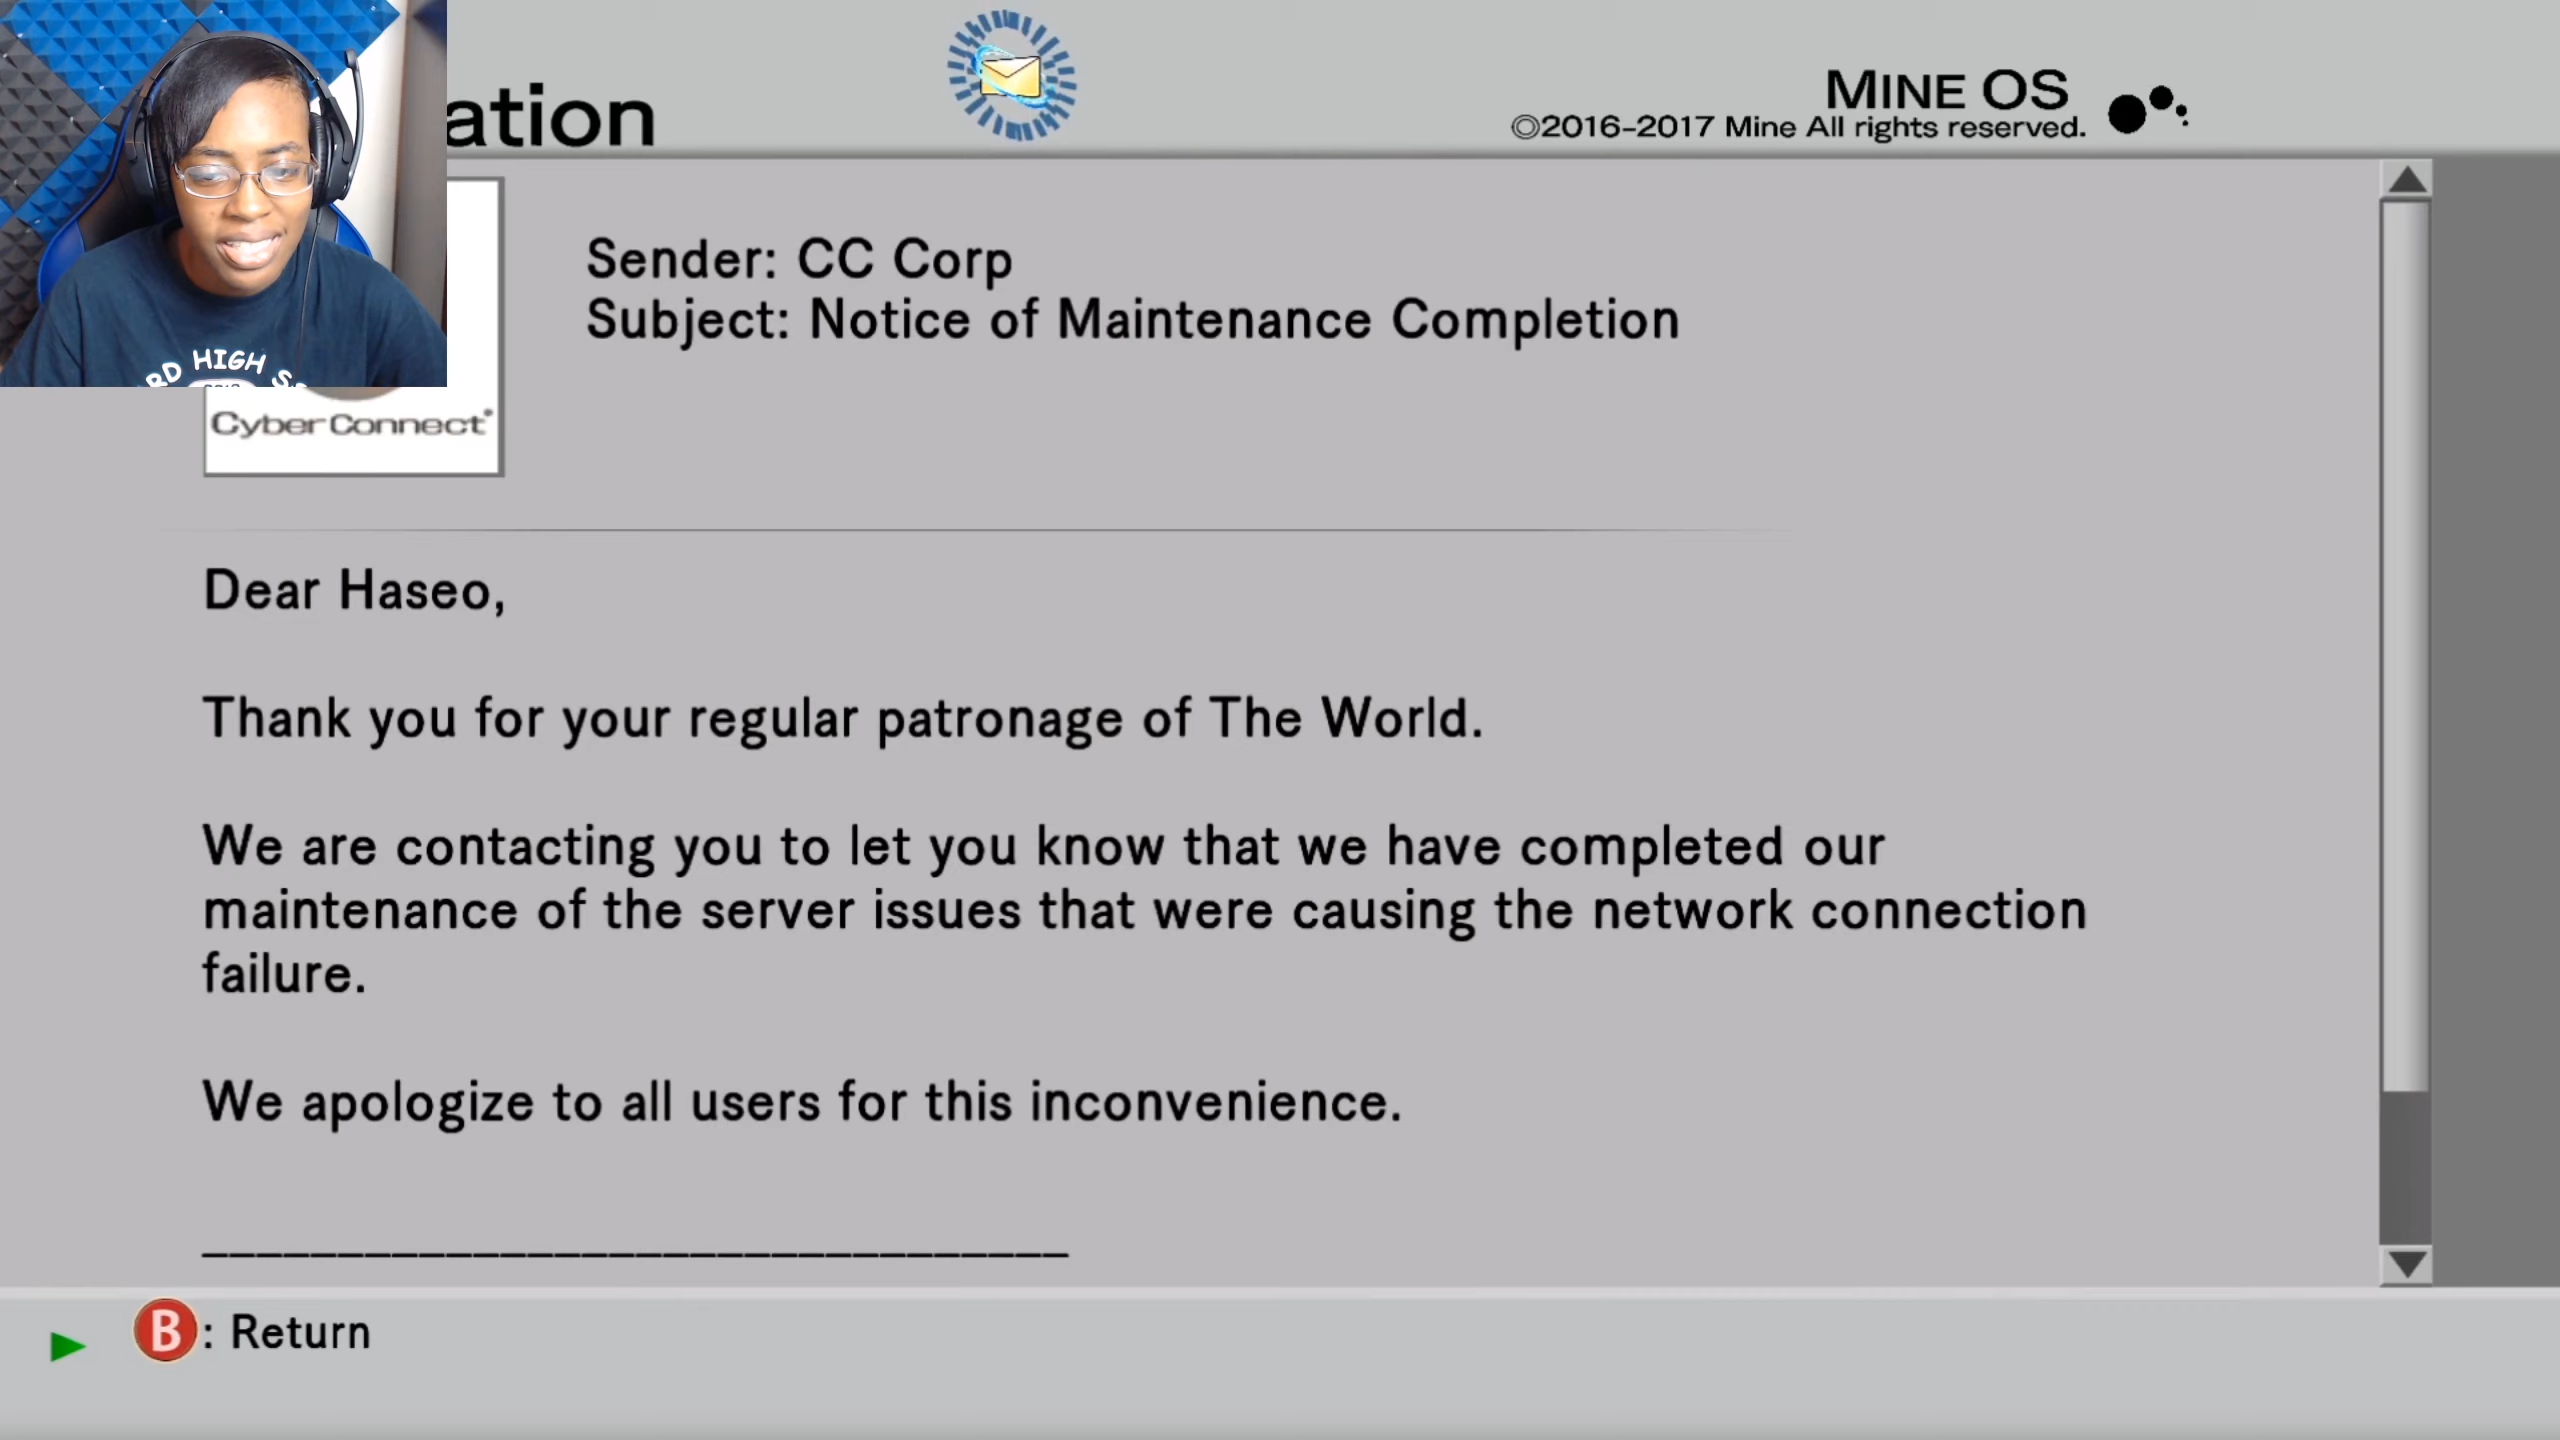 ation
MINE OS
©2016-2017 Mine All rights reserved.
RD HIGH S
CyberConnect
Sender: CC Corp
Subject: Notice of Maintenance Completion
Dear Haseo,
Thank you for your regular patronage of The World.
We are contacting you to let you know that we have completed our
maintenance of the server issues that were causing the network connection
failure.
We apologize to all users for this inconvenience.
________________________________
B: Return